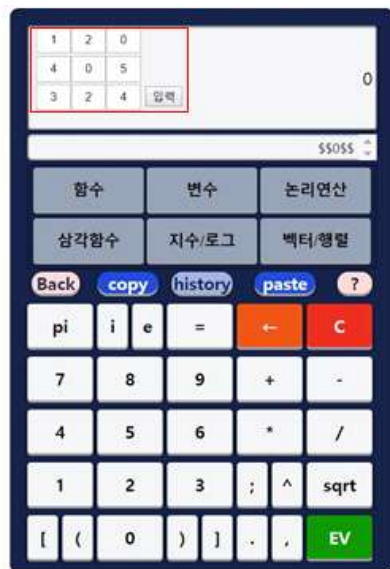 1 2 0
4 0 5
3 2 4 입력
0
$$0$$
함수 변수 논리연산
삼각함수 지수/로그 벡터/행렬
Back copy history paste ?
pi i e = ← C
7 8 9 + -
4 5 6 * /
1 2 3 ; ^ sqrt
[ ( 0 ) ] . , EV